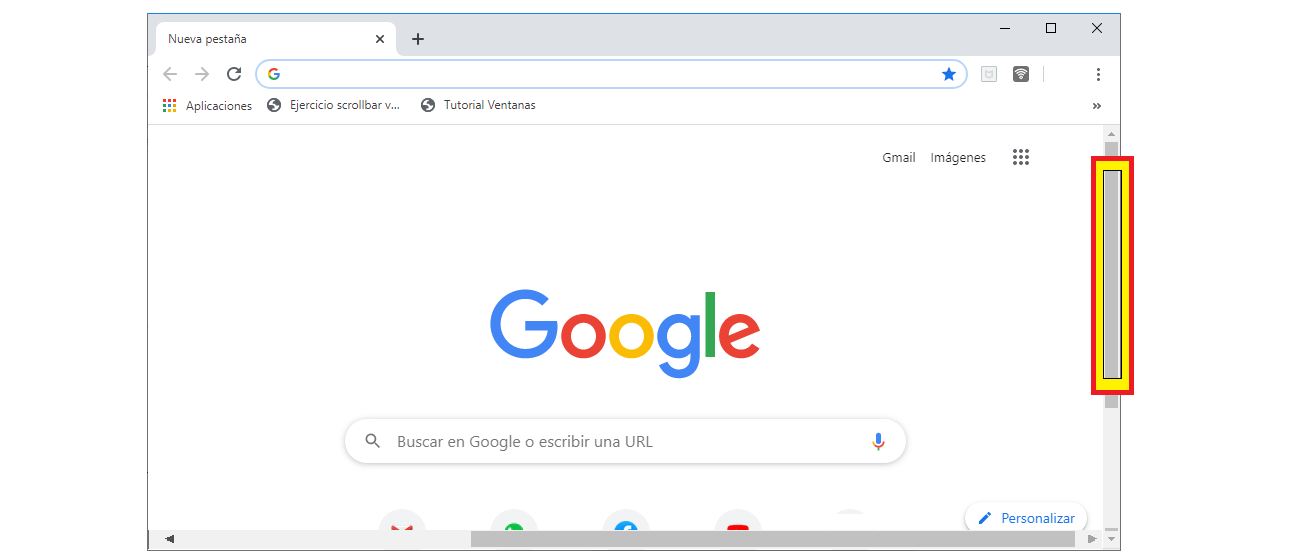 Nueva pestaña
Aplicaciones Ejercicio scrollbar v... Tutorial Ventanas »
Gmail Imágenes
Google
Buscar en Google o escribir una URL
Personalizar